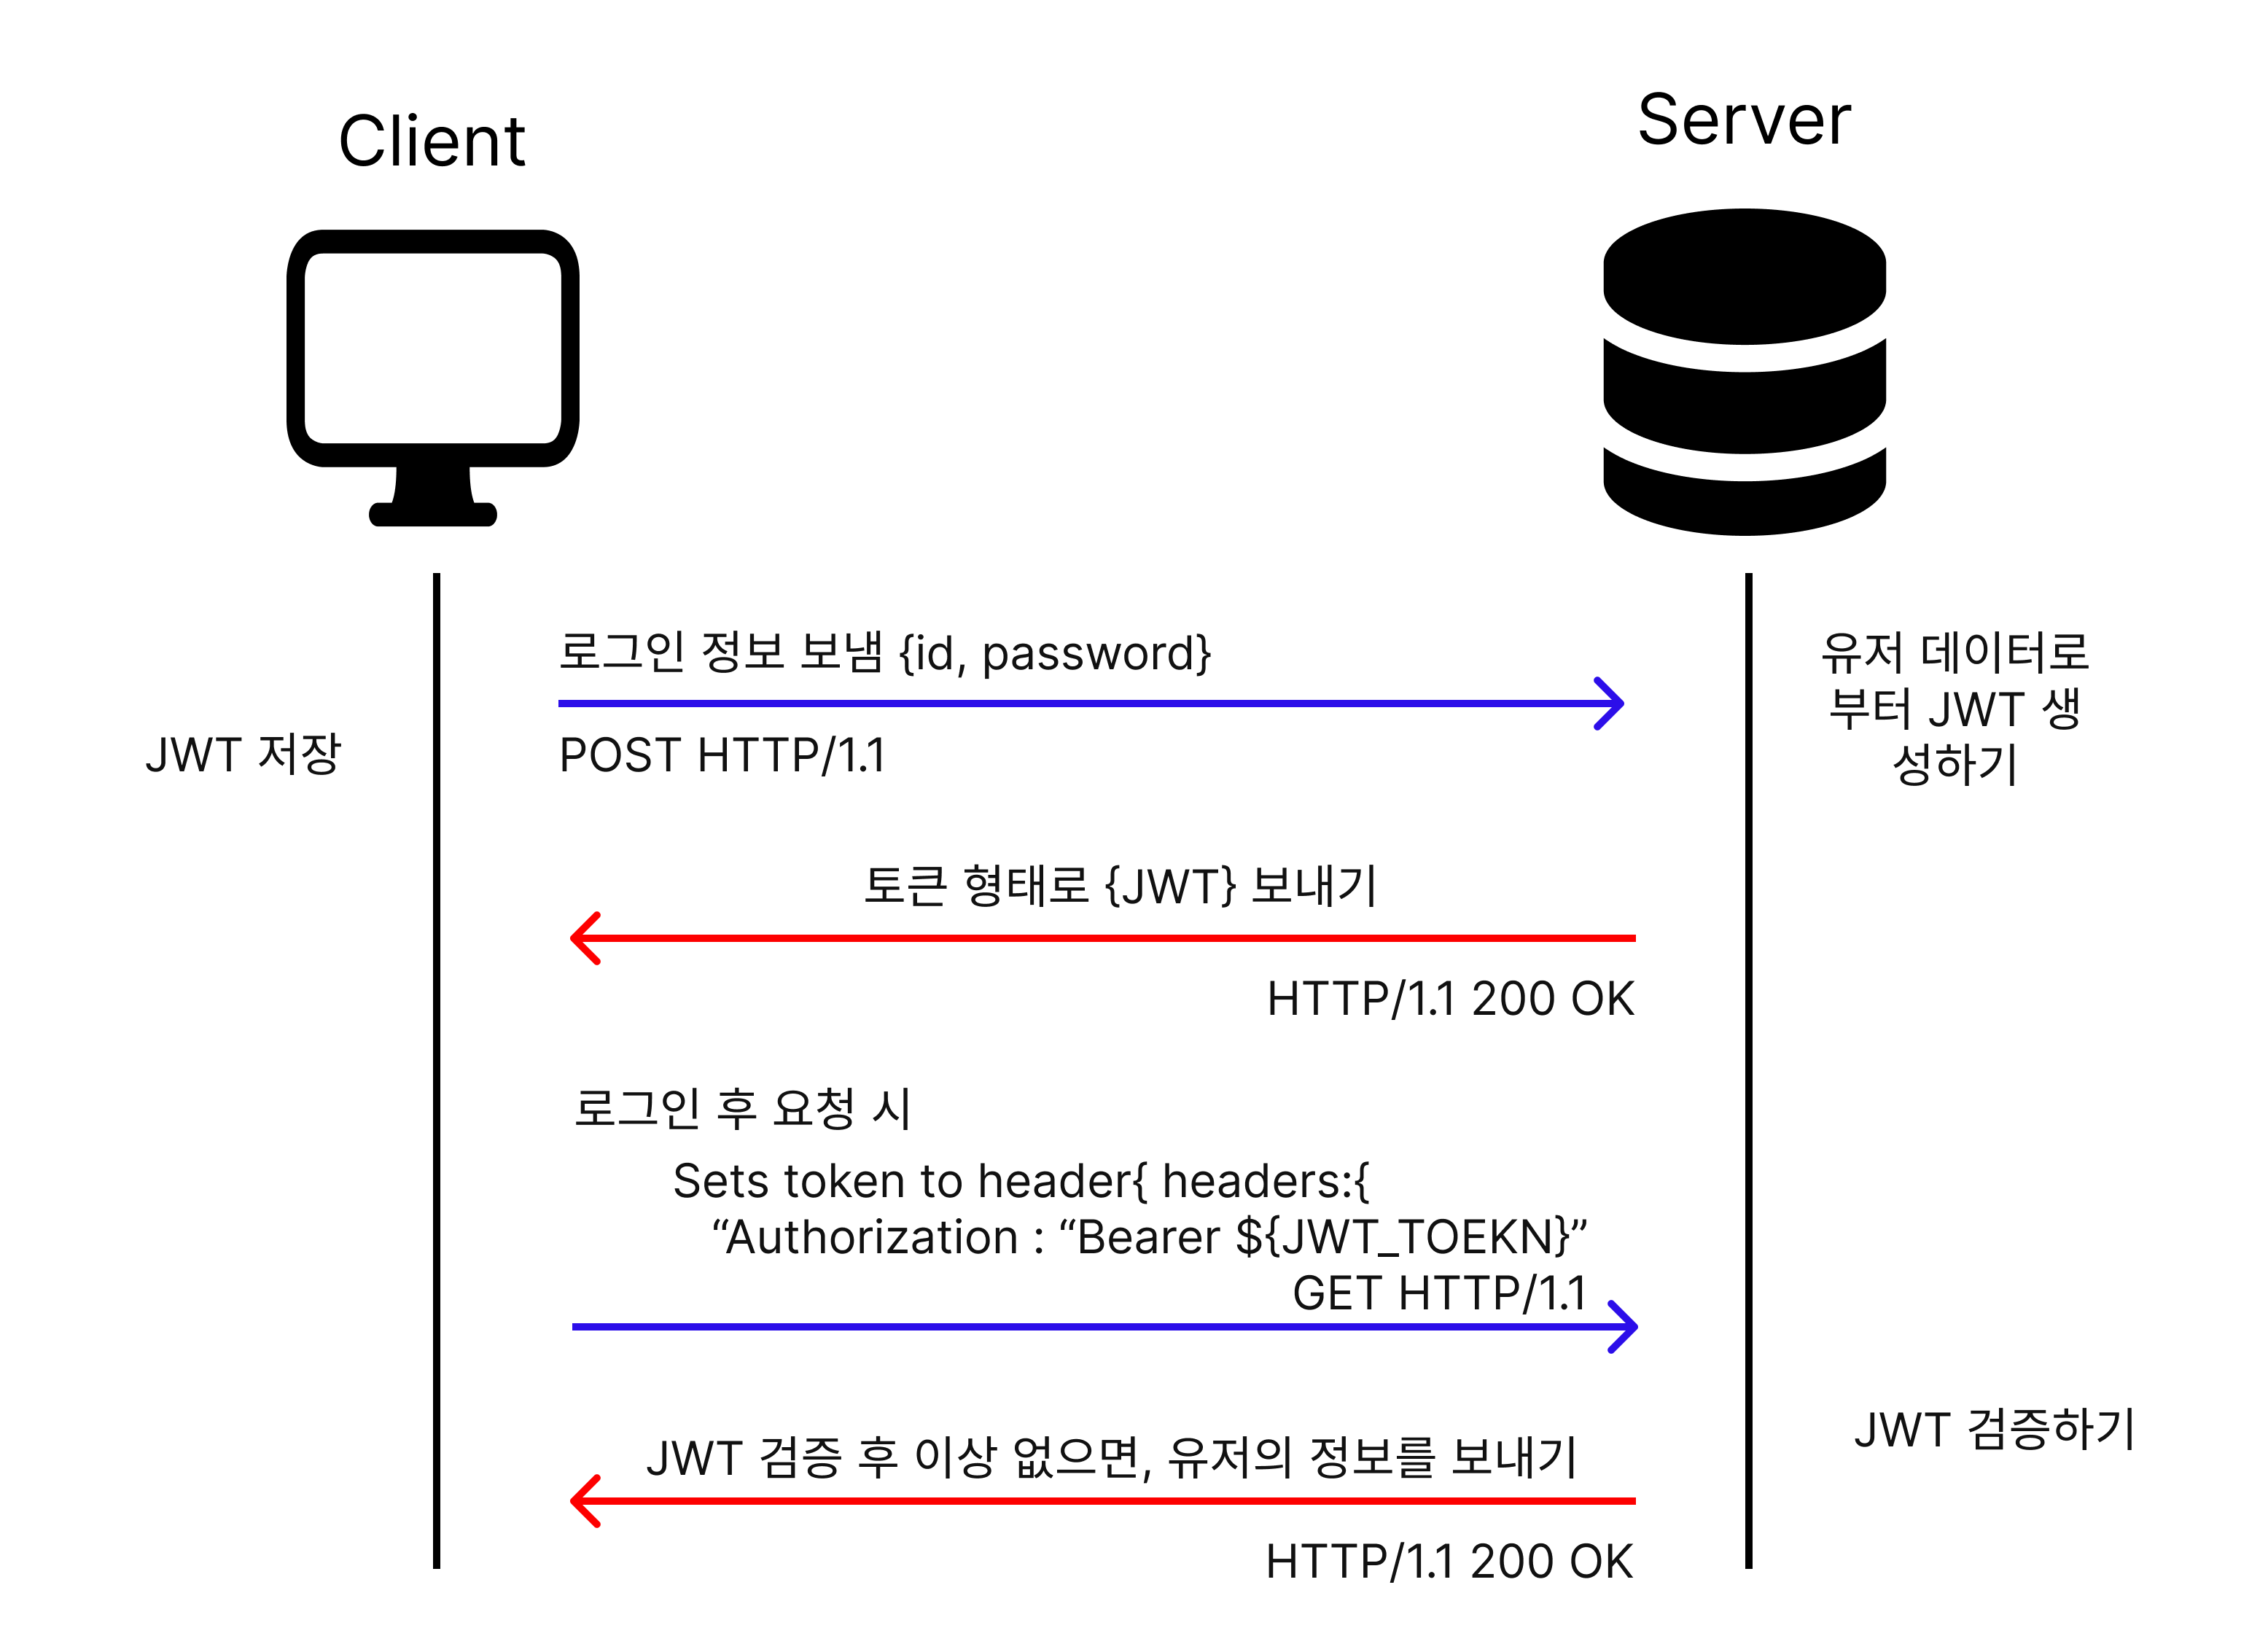 Client
Server
로그인 정보 보냄 {id, password}
POST HTTP/1.1
유저 데이터로
부터 JWT 생
성하기
JWT 저장
토큰 형태로 {JWT} 보내기
HTTP/1.1 200 OK
로그인 후 요청 시
Sets token to header{ headers:{
“Authorization : “Bearer ${JWT_TOEKN}”
GET HTTP/1.1
JWT 검증하기
JWT 검증 후 이상 없으면, 유저의 정보를 보내기
HTTP/1.1 200 OK